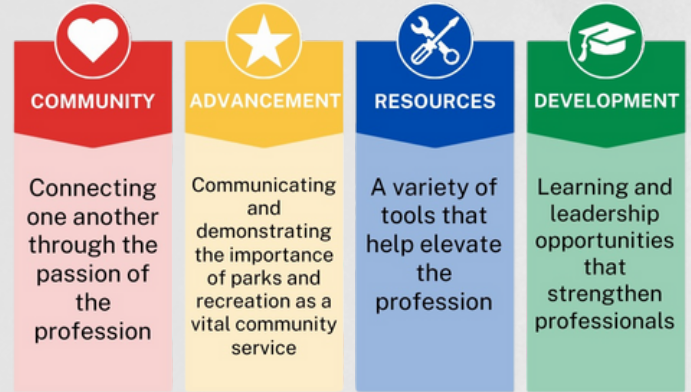 COMMUNITY
Connecting
one another
through the
passion of
the
profession
ADVANCEMENT
Communicating
and
demonstrating
the importance
of parks and
recreation as a
vital community
service
RESOURCES
A variety of
tools that
help elevate
the
profession
DEVELOPMENT
Learning and
leadership
opportunities
that
strengthen
professionals